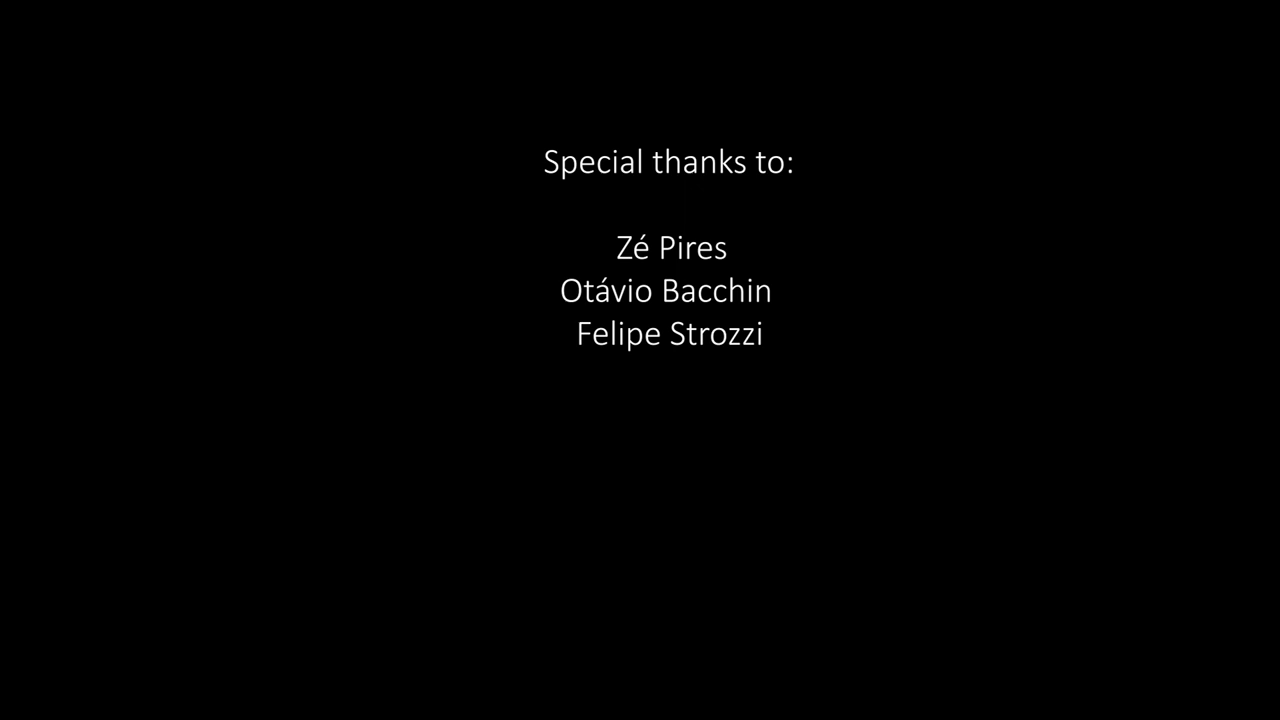 Special thanks to:
Zé Pires
Otávio Bacchin
Felipe Strozzi